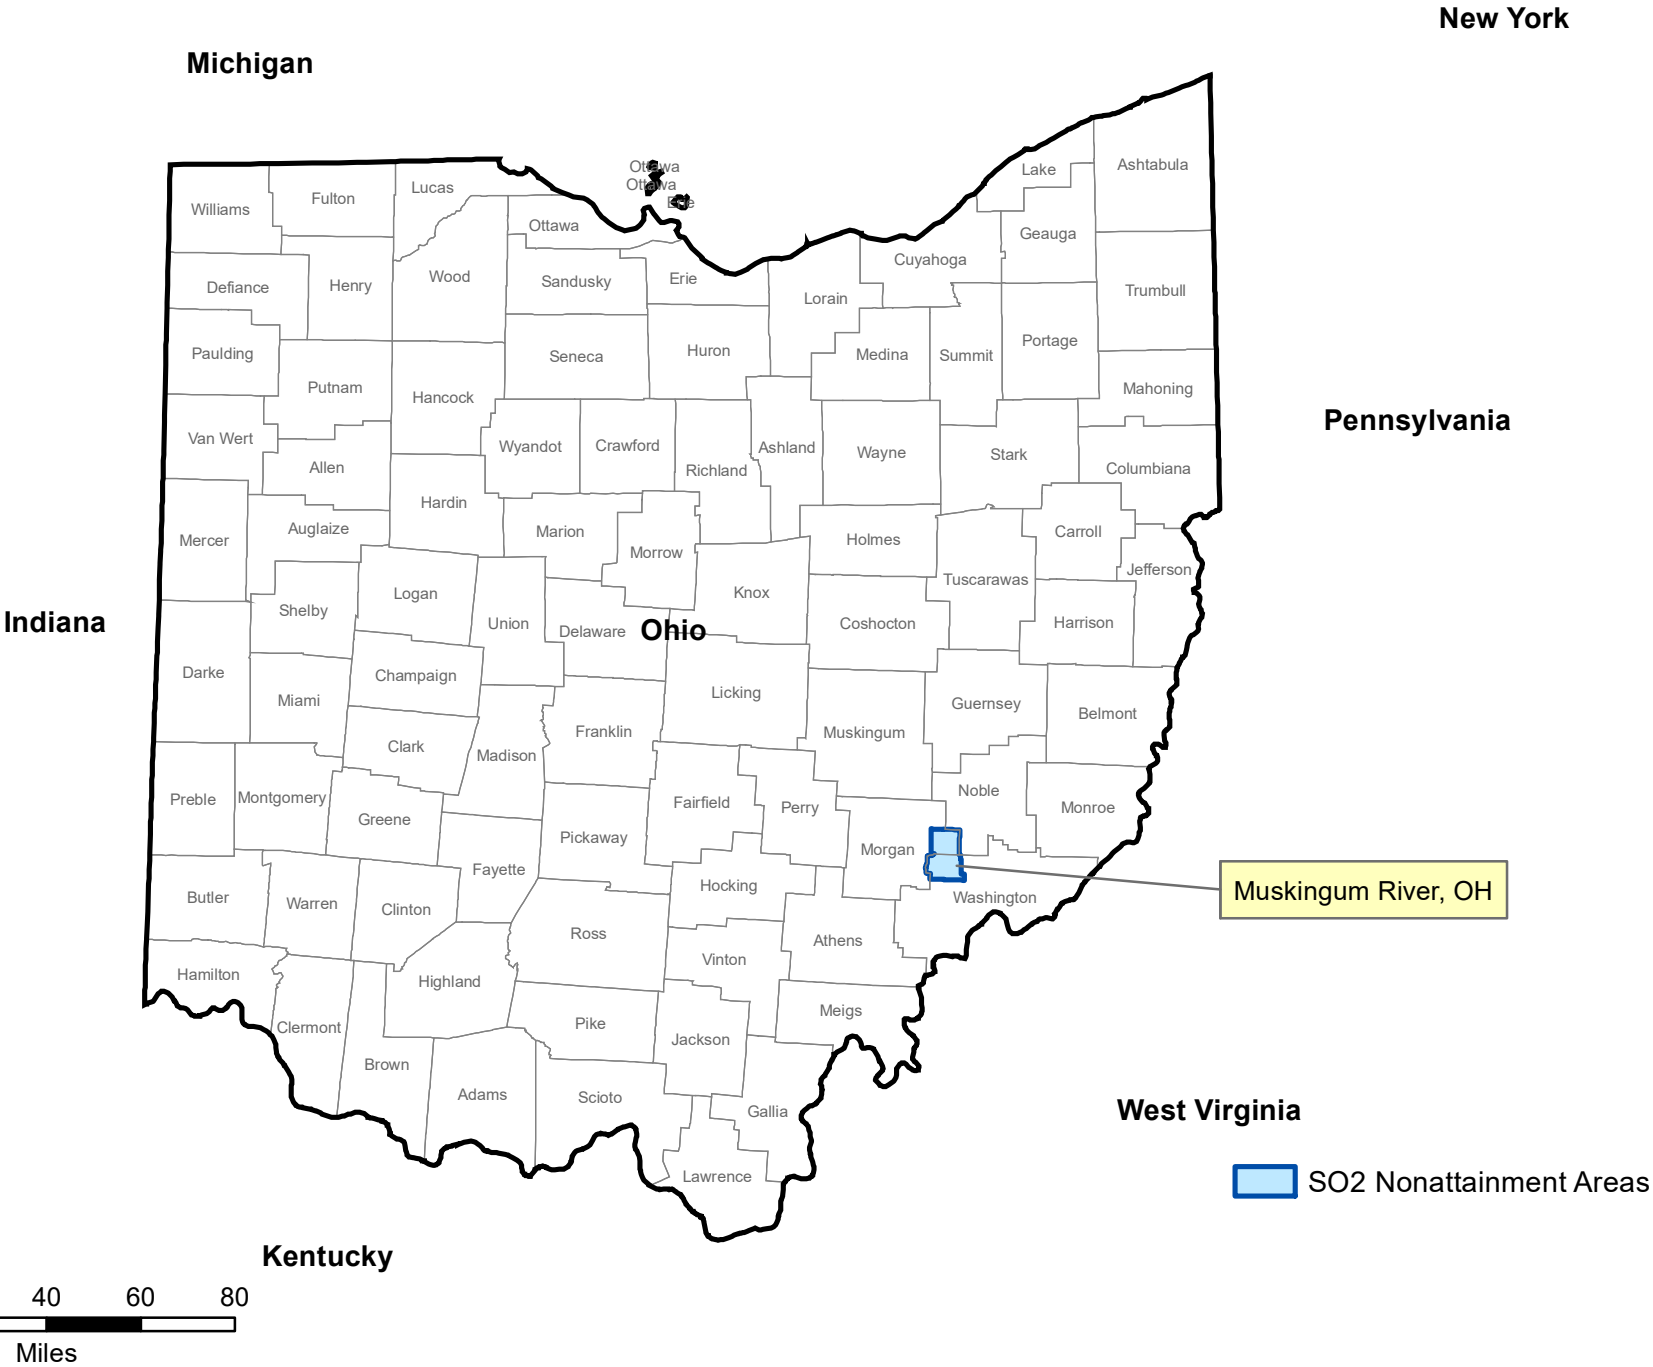 New York
Michigan
Ottawa
Lake
Ashtabula
Ottawa
Lucas
Fulton
Erie
Williams
Ottawa
Geauga
Cuyahoga
Wood
Erie
Sandusky
Henry
Defiance
Trumbull
Lorain
Portage
Huron
Paulding
Medina
Summit
Seneca
Putnam
Mahoning
Hancock
Pennsylvania
Van Wert
Wyandot
Crawford
Ashland
Wayne
Stark
Allen
Richland
Columbiana
Hardin
Auglaize
Marion
Carroll
Mercer
Holmes
Morrow
Jefferson
Tuscarawas
Logan
Knox
Shelby
Indiana
Union
Delaware
Ohio
Coshocton
Harrison
Darke
Champaign
Licking
Miami
Guernsey
Belmont
Franklin
Muskingum
Clark
Madison
Noble
Preble
Montgomery
Fairfield
Perry
Monroe
Greene
Pickaway
Morgan
Fayette
Hocking
Muskingum River, OH
Butler
Washington
Warren
Clinton
Ross
Athens
Vinton
Hamilton
Highland
Meigs
Pike
Clermont
Jackson
Brown
Adams
Scioto
Gallia
West Virginia
Lawrence
SO2 Nonattainment Areas
Kentucky
40 60 80
Miles